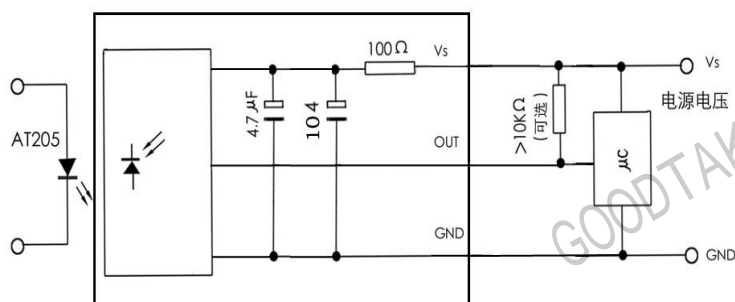 100Ω
Vs
Vs
电源电压
4.7 μF
104
>10KΩ
(可选)
AT205
OUT
μC
GND
GND
GOODTAK